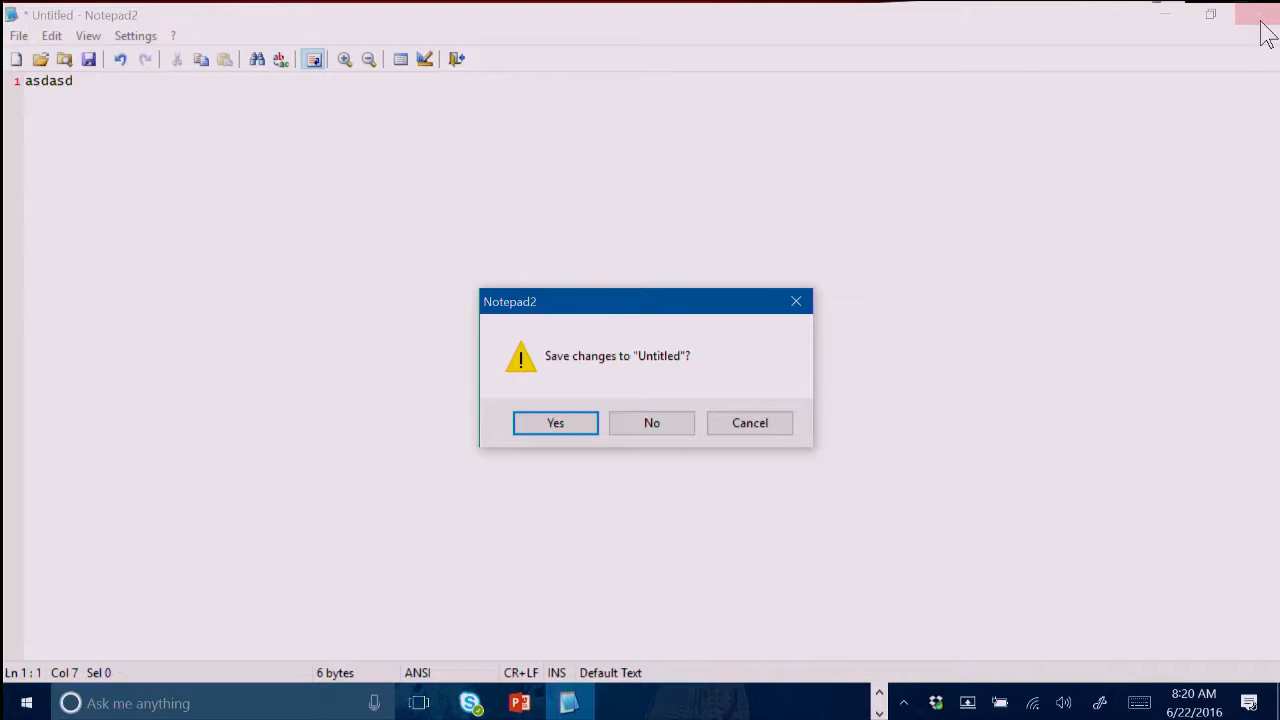 * Untitled - Notepad2
File Edit View Settings ?
1 asdasd
Notepad2
Save changes to "Untitled"?
Yes No Cancel
Ln 1 : 1 Col 7 Sel 0 6 bytes ANSI CR+LF INS Default Text
Ask me anything
8:20 AM
6/22/2016